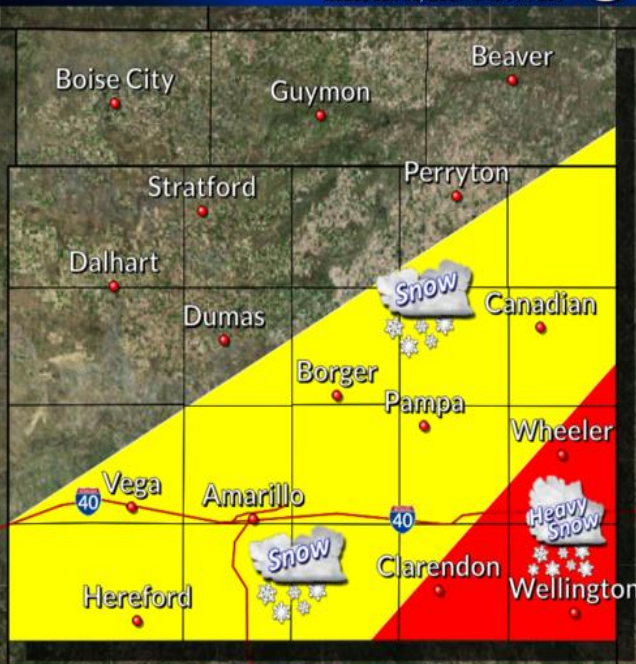 Beaver
Boise City
Guymon
Perryton
Stratford
Dalhart
Snow
Canadian
Dumas
Borger
Pampa
Wheeler
Vega
40
Amarillo
40
Heavy
Snow
Snow
Clarendon
Wellington
Hereford